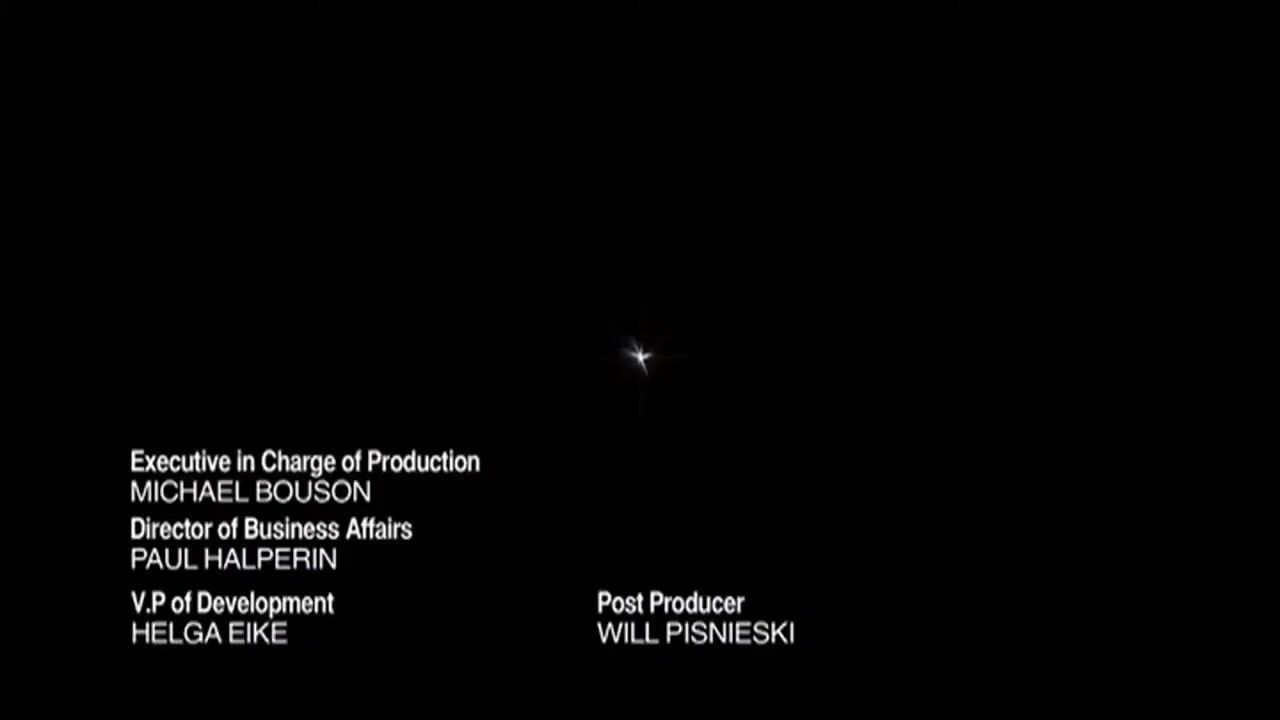 Executive in Charge of Production
MICHAEL BOUSON
Director of Business Affairs
PAUL HALPERIN
V.P of Development
HELGA EIKE
Post Producer
WILL PISNIESKI